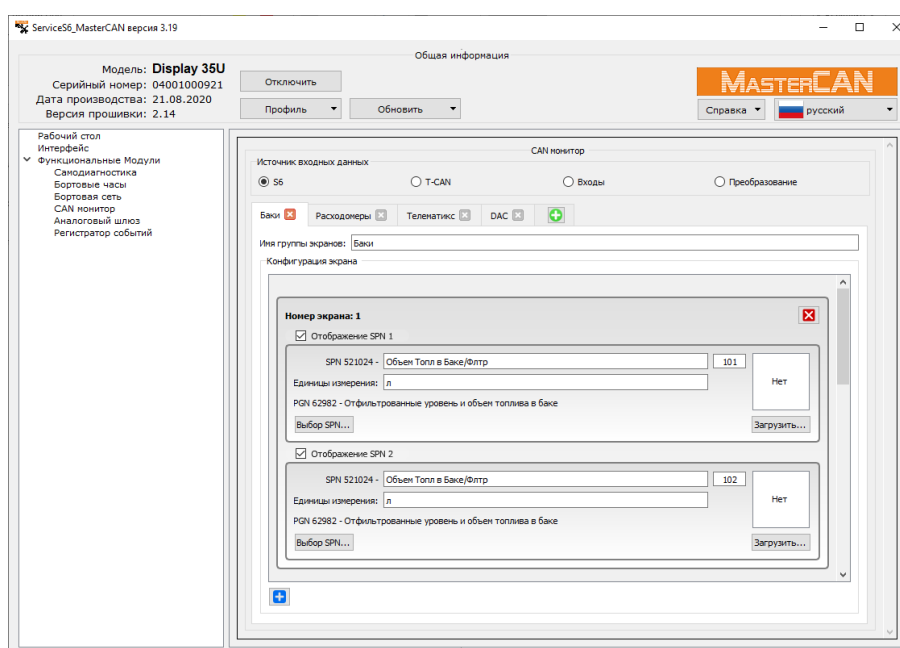 ServiceS6_MasterCAN версия 3.19
Общая информация
Модель: Display 35U
Серийный номер: 04001000921
Дата производства: 21.08.2020
Версия прошивки: 2.14
Отключить
Профиль
Обновить
MASTERCAN
Справка
русский
Рабочий стол
Интерфейс
Функциональные Модули
Самодиагностика
Бортовые часы
Бортовая сеть
CAN монитор
Аналоговый шлюз
Регистратор событий
CAN монитор
Источник входных данных
S6
T-CAN
Входы
Преобразование
Баки
Расходомеры
Телематикс
DAC
Имя группы экранов: Баки
Конфигурация экрана
Номер экрана: 1
Отображение SPN 1
SPN 521024 - Объем Топл в Баке/Флтр 101
Единицы измерения: л
Нет
PGN 62982 - Отфильтрованные уровень и объем топлива в баке
Выбор SPN...
Загрузить...
Отображение SPN 2
SPN 521024 - Объем Топл в Баке/Флтр 102
Единицы измерения: л
Нет
PGN 62982 - Отфильтрованные уровень и объем топлива в баке
Выбор SPN...
Загрузить...